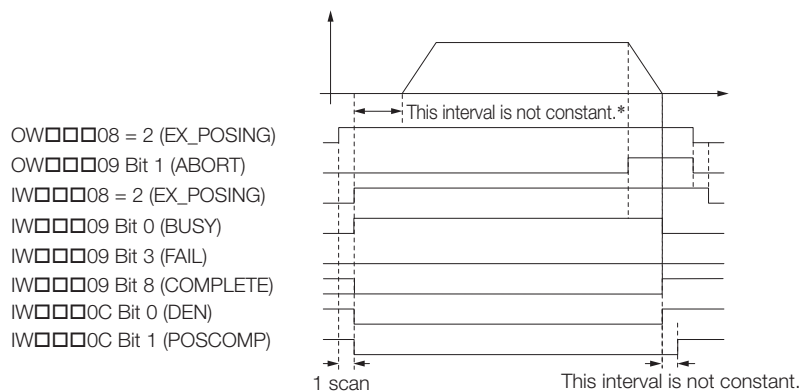 This interval is not constant.*
OW□□□08 = 2 (EX_POSING)
OW□□□09 Bit 1 (ABORT)
IW□□□08 = 2 (EX_POSING)
IW□□□09 Bit 0 (BUSY)
IW□□□09 Bit 3 (FAIL)
IW□□□09 Bit 8 (COMPLETE)
IW□□□0C Bit 0 (DEN)
IW□□□0C Bit 1 (POSCOMP)
1 scan
This interval is not constant.